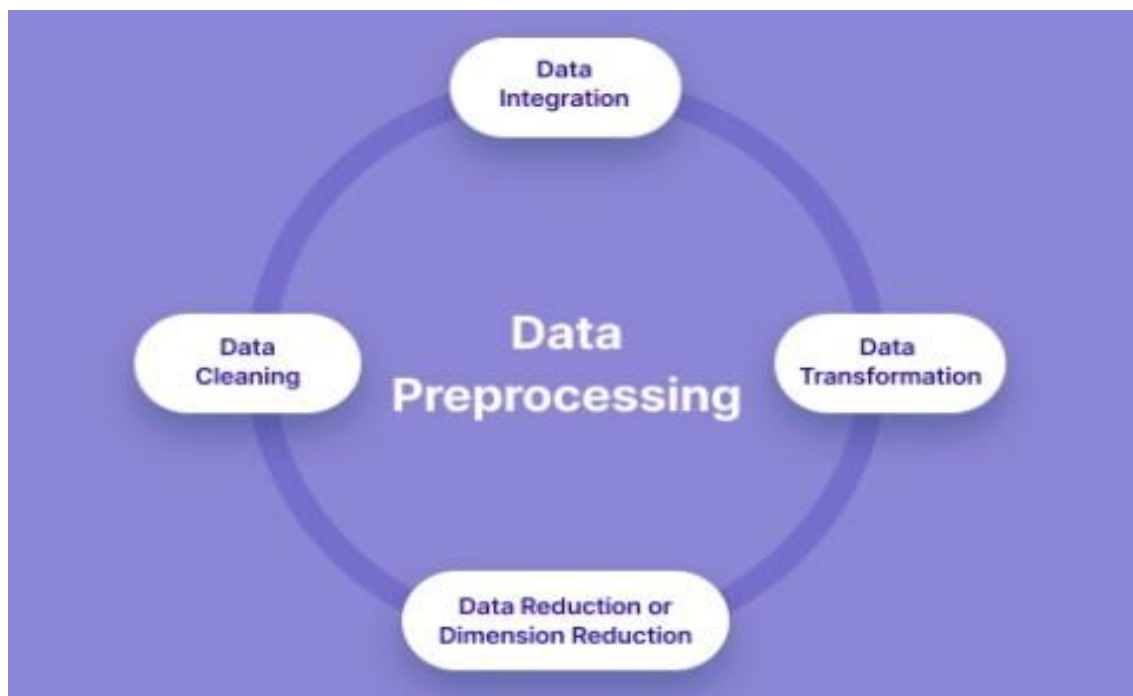 Data
Integration
Data
Cleaning
Data
Preprocessing
Data
Transformation
Data Reduction or
Dimension Reduction